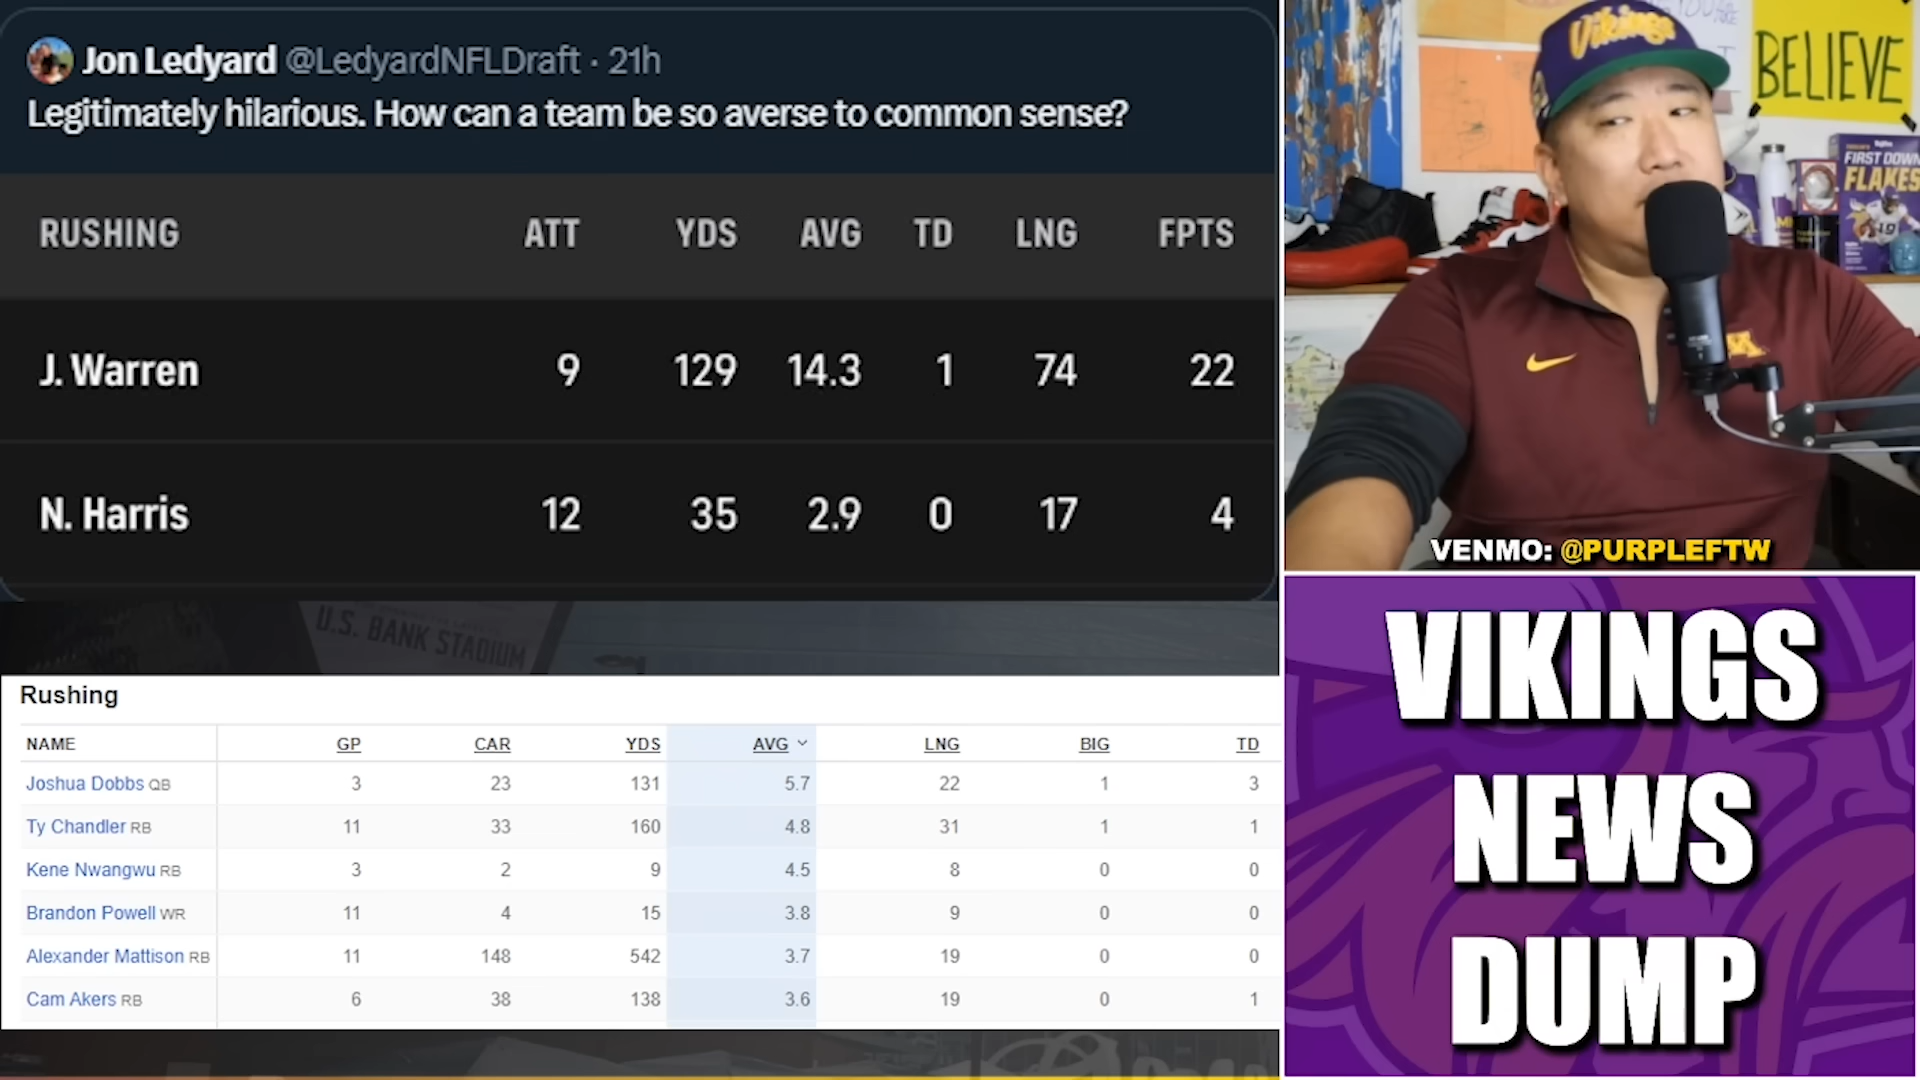 Jon Ledyard @LedyardNFLDraft · 21h
Legitimately hilarious. How can a team be so averse to common sense?
RUSHING ATT YDS AVG TD LNG FPTS
J. Warren 9 129 14.3 1 74 22
N. Harris 12 35 2.9 0 17 4
U.S. BANK STADIUM
Rushing
NAME GP CAR YDS AVG LNG BIG TD
Joshua Dobbs QB 3 23 131 5.7 22 1 3
Ty Chandler RB 11 33 160 4.8 31 1 1
Kene Nwangwu RB 3 2 9 4.5 8 0 0
Brandon Powell WR 11 4 15 3.8 9 0 0
Alexander Mattison RB 11 148 542 3.7 19 0 0
Cam Akers RB 6 38 138 3.6 19 0 1
Vikings
BELIEVE
FIRST DOWN
FLAKES
19
M
VENMO: @PURPLEFTW
VIKINGS
NEWS
DUMP